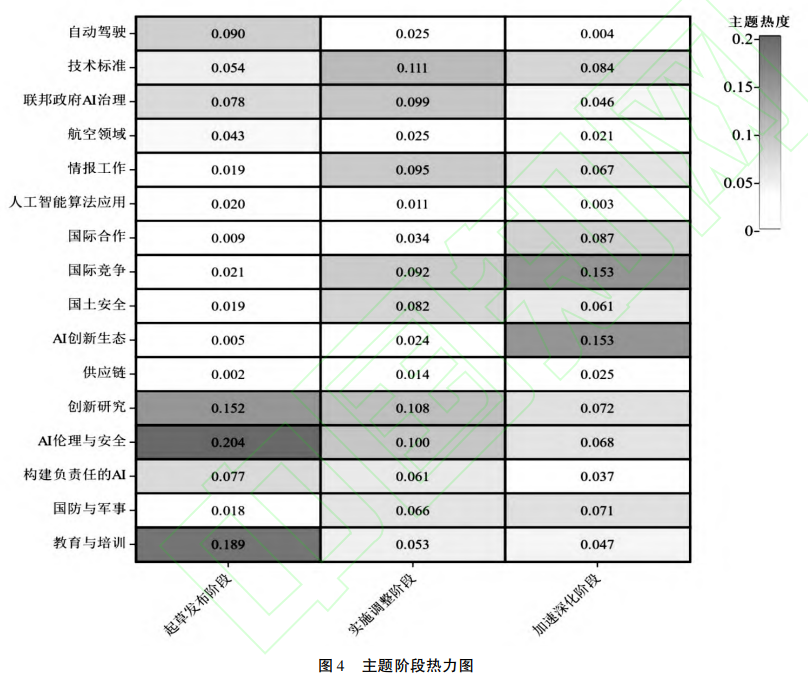 主题热度
自动驾驶 0.090 0.025 0.004
技术标准 0.054 0.111 0.084
联邦政府AI治理 0.078 0.099 0.046
航空领域 0.043 0.025 0.021
情报工作 0.019 0.095 0.067
人工智能算法应用 0.020 0.011 0.003
国际合作 0.009 0.034 0.087
国际竞争 0.021 0.092 0.153
国土安全 0.019 0.082 0.061
AI创新生态 0.005 0.024 0.153
供应链 0.002 0.014 0.025
创新研究 0.152 0.108 0.072
AI伦理与安全 0.204 0.100 0.068
构建负责任的AI 0.077 0.061 0.037
国防与军事 0.018 0.066 0.071
教育与培训 0.189 0.053 0.047
0.2
0.15
0.1
0.05
0
起草发布阶段
实施调整阶段
加速深化阶段
图 4 主题阶段热力图